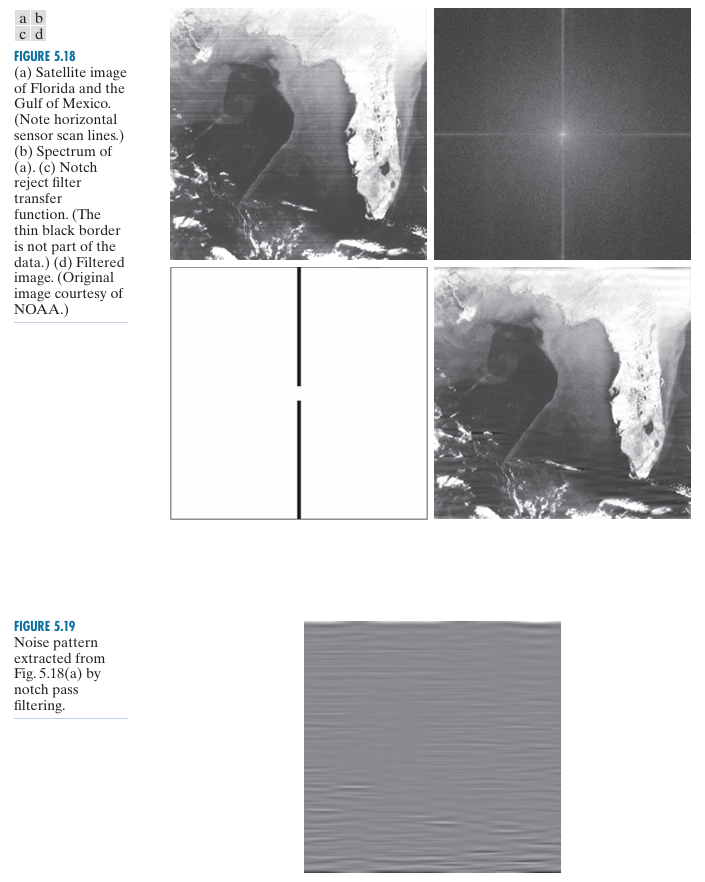 a b
c d
FIGURE 5.18
(a) Satellite image
of Florida and the
Gulf of Mexico.
(Note horizontal
sensor scan lines.)
(b) Spectrum of
(a). (c) Notch
reject filter
transfer
function. (The
thin black border
is not part of the
data.) (d) Filtered
image. (Original
image courtesy of
NOAA.)
FIGURE 5.19
Noise pattern
extracted from
Fig. 5.18(a) by
notch pass
filtering.